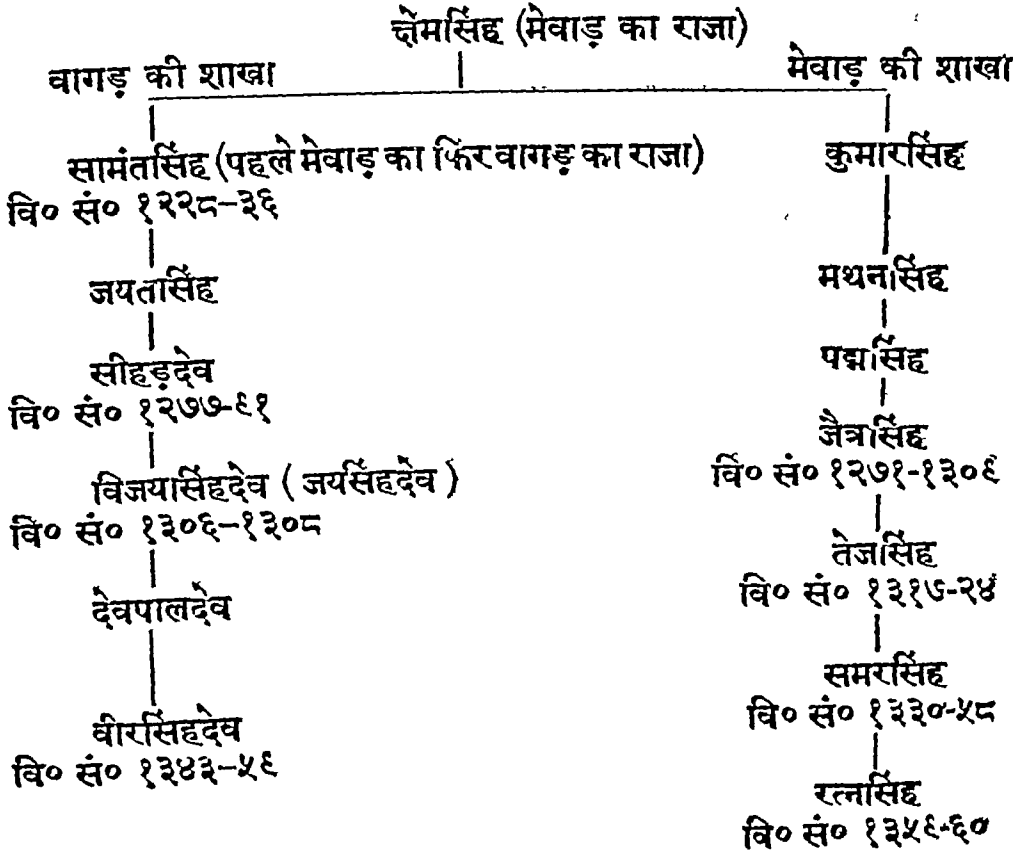 क्षेमसिंह (मेवाड़ का राजा)
वागड़ की शाखा
मेवाड़ की शाखा
सामंतसिंह (पहले मेवाड़ का फिर वागड़ का राजा)
वि० सं० १२२८-३६
जयतसिंह
सीहड़देव
वि० सं० १२७७-९१
विजयसिंहदेव ( जयसिंहदेव )
वि० सं० १३०६-१३०८
देवपालदेव
वीरसिंहदेव
वि० सं० १३४३-५९
कुमारसिंह
मथनसिंह
पद्मसिंह
जैत्रसिंह
वि० सं० १२७१-१३०९
तेजसिंह
वि० सं० १३१७-२४
समरसिंह
वि० सं० १३३०-५८
रत्नसिंह
वि० सं० १३५९-६०